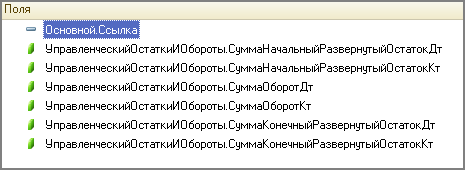 Поля
Основной.Ссылка
УправленческийОстаткиИОбороты.СуммаНачальныйРазвернутыйОстатокДт
УправленческийОстаткиИОбороты.СуммаНачальныйРазвернутыйОстатокКт
УправленческийОстаткиИОбороты.СуммаОборотДт
УправленческийОстаткиИОбороты.СуммаОборотКт
УправленческийОстаткиИОбороты.СуммаКонечныйРазвернутыйОстатокДт
УправленческийОстаткиИОбороты.СуммаКонечныйРазвернутыйОстатокКт